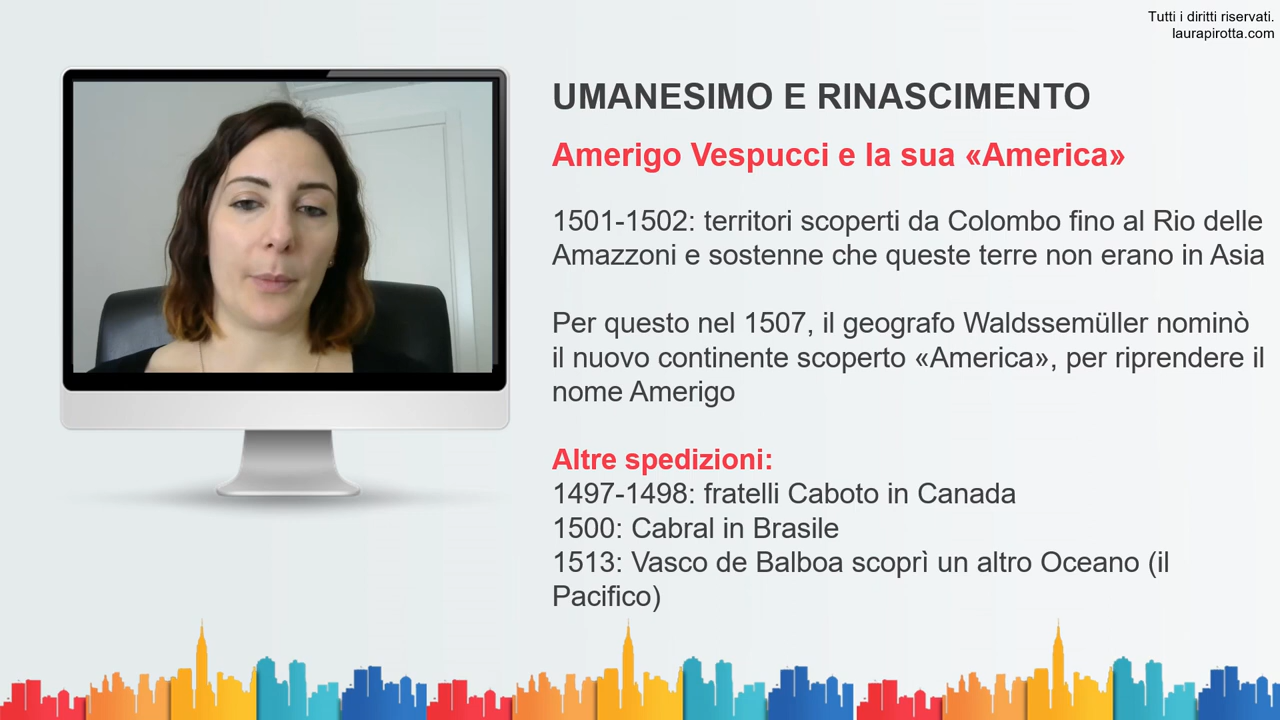 Tutti i diritti riservati.
laurapirotta.com
UMANESIMO E RINASCIMENTO
Amerigo Vespucci e la sua «America»
1501-1502: territori scoperti da Colombo fino al Rio delle
Amazzoni e sostenne che queste terre non erano in Asia
Per questo nel 1507, il geografo Waldssemüller nominò
il nuovo continente scoperto «America», per riprendere il
nome Amerigo
Altre spedizioni:
1497-1498: fratelli Caboto in Canada
1500: Cabral in Brasile
1513: Vasco de Balboa scoprì un altro Oceano (il
Pacifico)